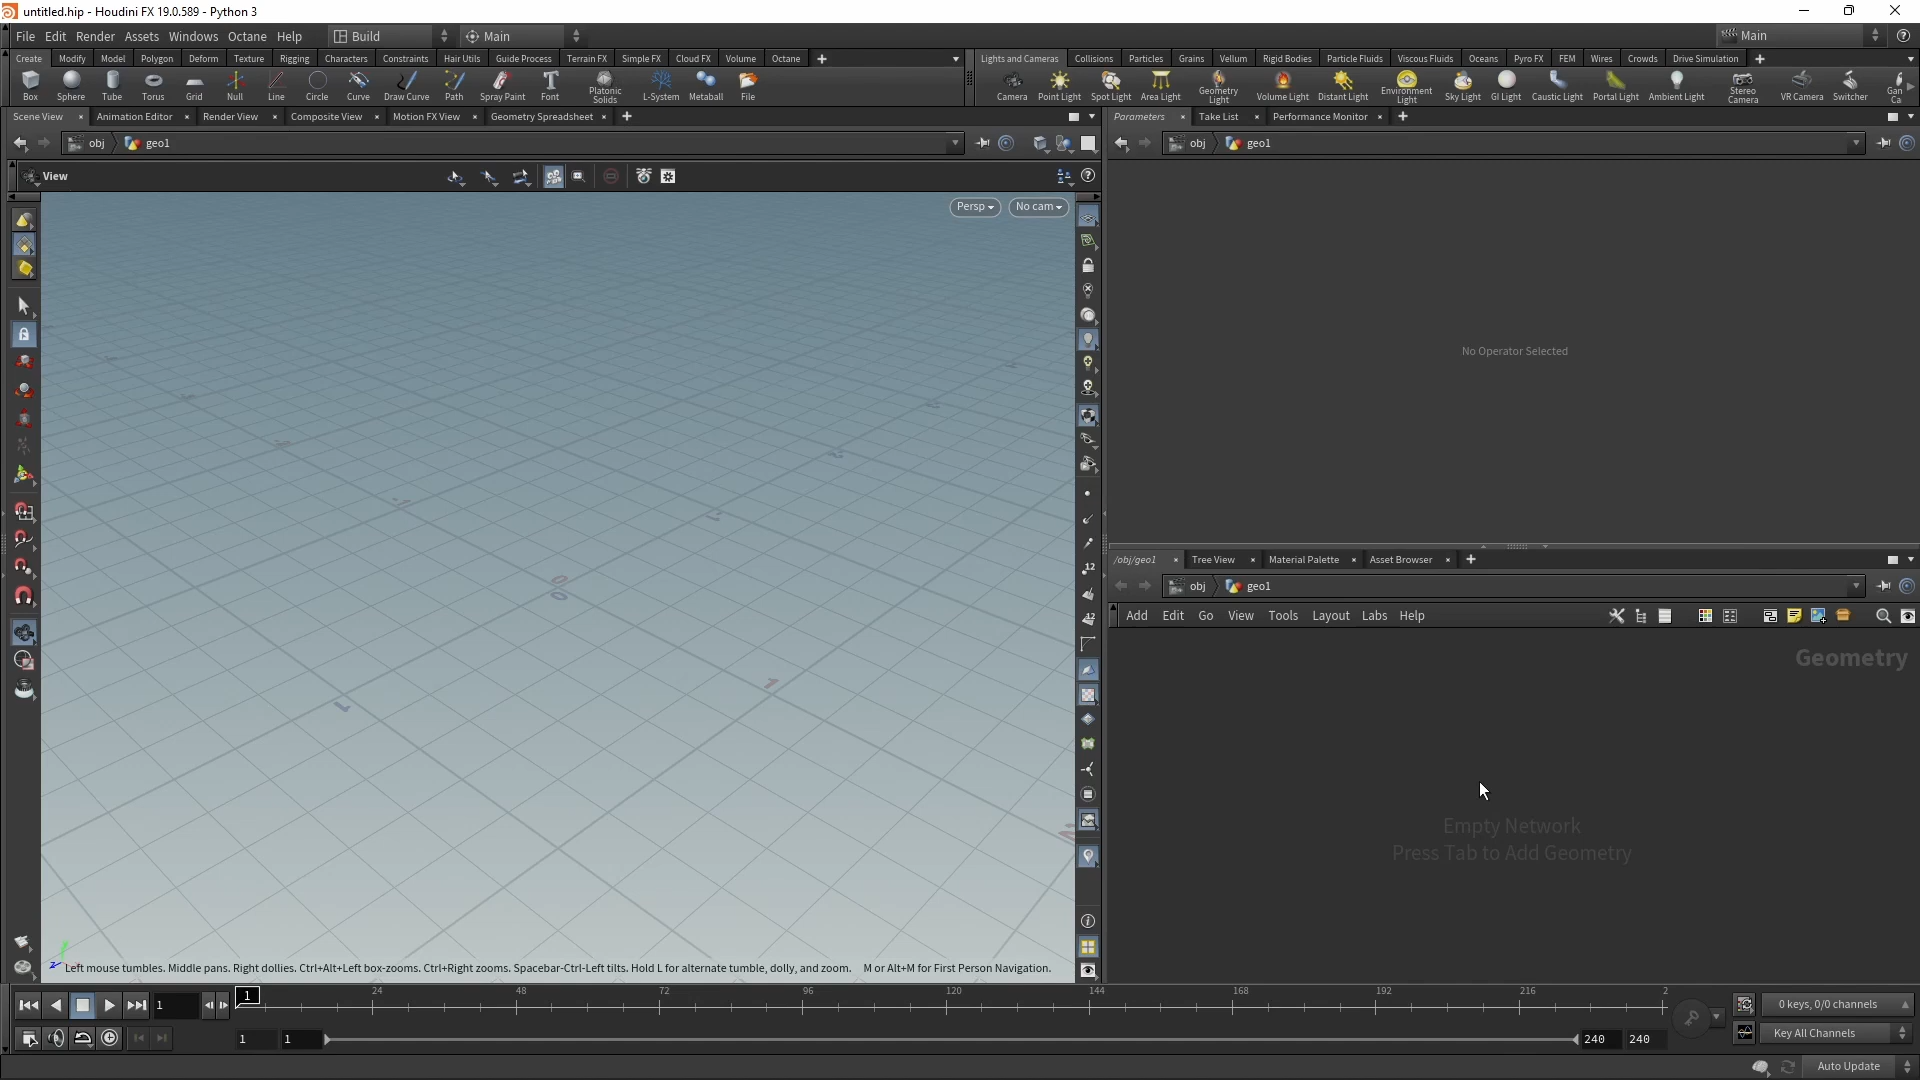 untitled.hip - Houdini FX 19.0.589 - Python 3
File Edit Render Assets Windows Octane Help Build Main Main
Create Modify Model Polygon Deform Texture Rigging Characters Constraints Hair Utils Guide Process Terrain FX Simple FX Cloud FX Volume Octane
Lights and Cameras Collisions Particles Grains Vellum Rigid Bodies Particle Fluids Viscous Fluids Oceans Pyro FX FEM Wires Crowds Drive Simulation
Box Sphere Tube Torus Grid Null Line Circle Curve Draw Curve Path Spray Paint Font Platonic Solids L-System Metaball File
Camera Point Light Spot Light Area Light Geometry Light Volume Light Distant Light Environment Light Sky Light GI Light Caustic Light Portal Light Ambient Light Stereo Camera VR Camera Switcher Gan Ca
Scene View Animation Editor Render View Composite View Motion FX View Geometry Spreadsheet
Parameters Take List Performance Monitor
obj geo1
obj geo1
View
Persp No cam
No Operator Selected
/obj/geo1 Tree View Material Palette Asset Browser
obj geo1
Add Edit Go View Tools Layout Labs Help
Geometry
Empty Network
Press Tab to Add Geometry
0
0
1
1
12
12
Left mouse tumbles. Middle pans. Right dollies. Ctrl+Alt+Left box-zooms. Ctrl+Right zooms. Spacebar-Ctrl-Left tilts. Hold L for alternate tumble, dolly, and zoom. M or Alt+M for First Person Navigation.
1 1 24 48 72 96 120 144 168 192 216 2
0 keys, 0/0 channels
1 1 240 240
Key All Channels
Auto Update